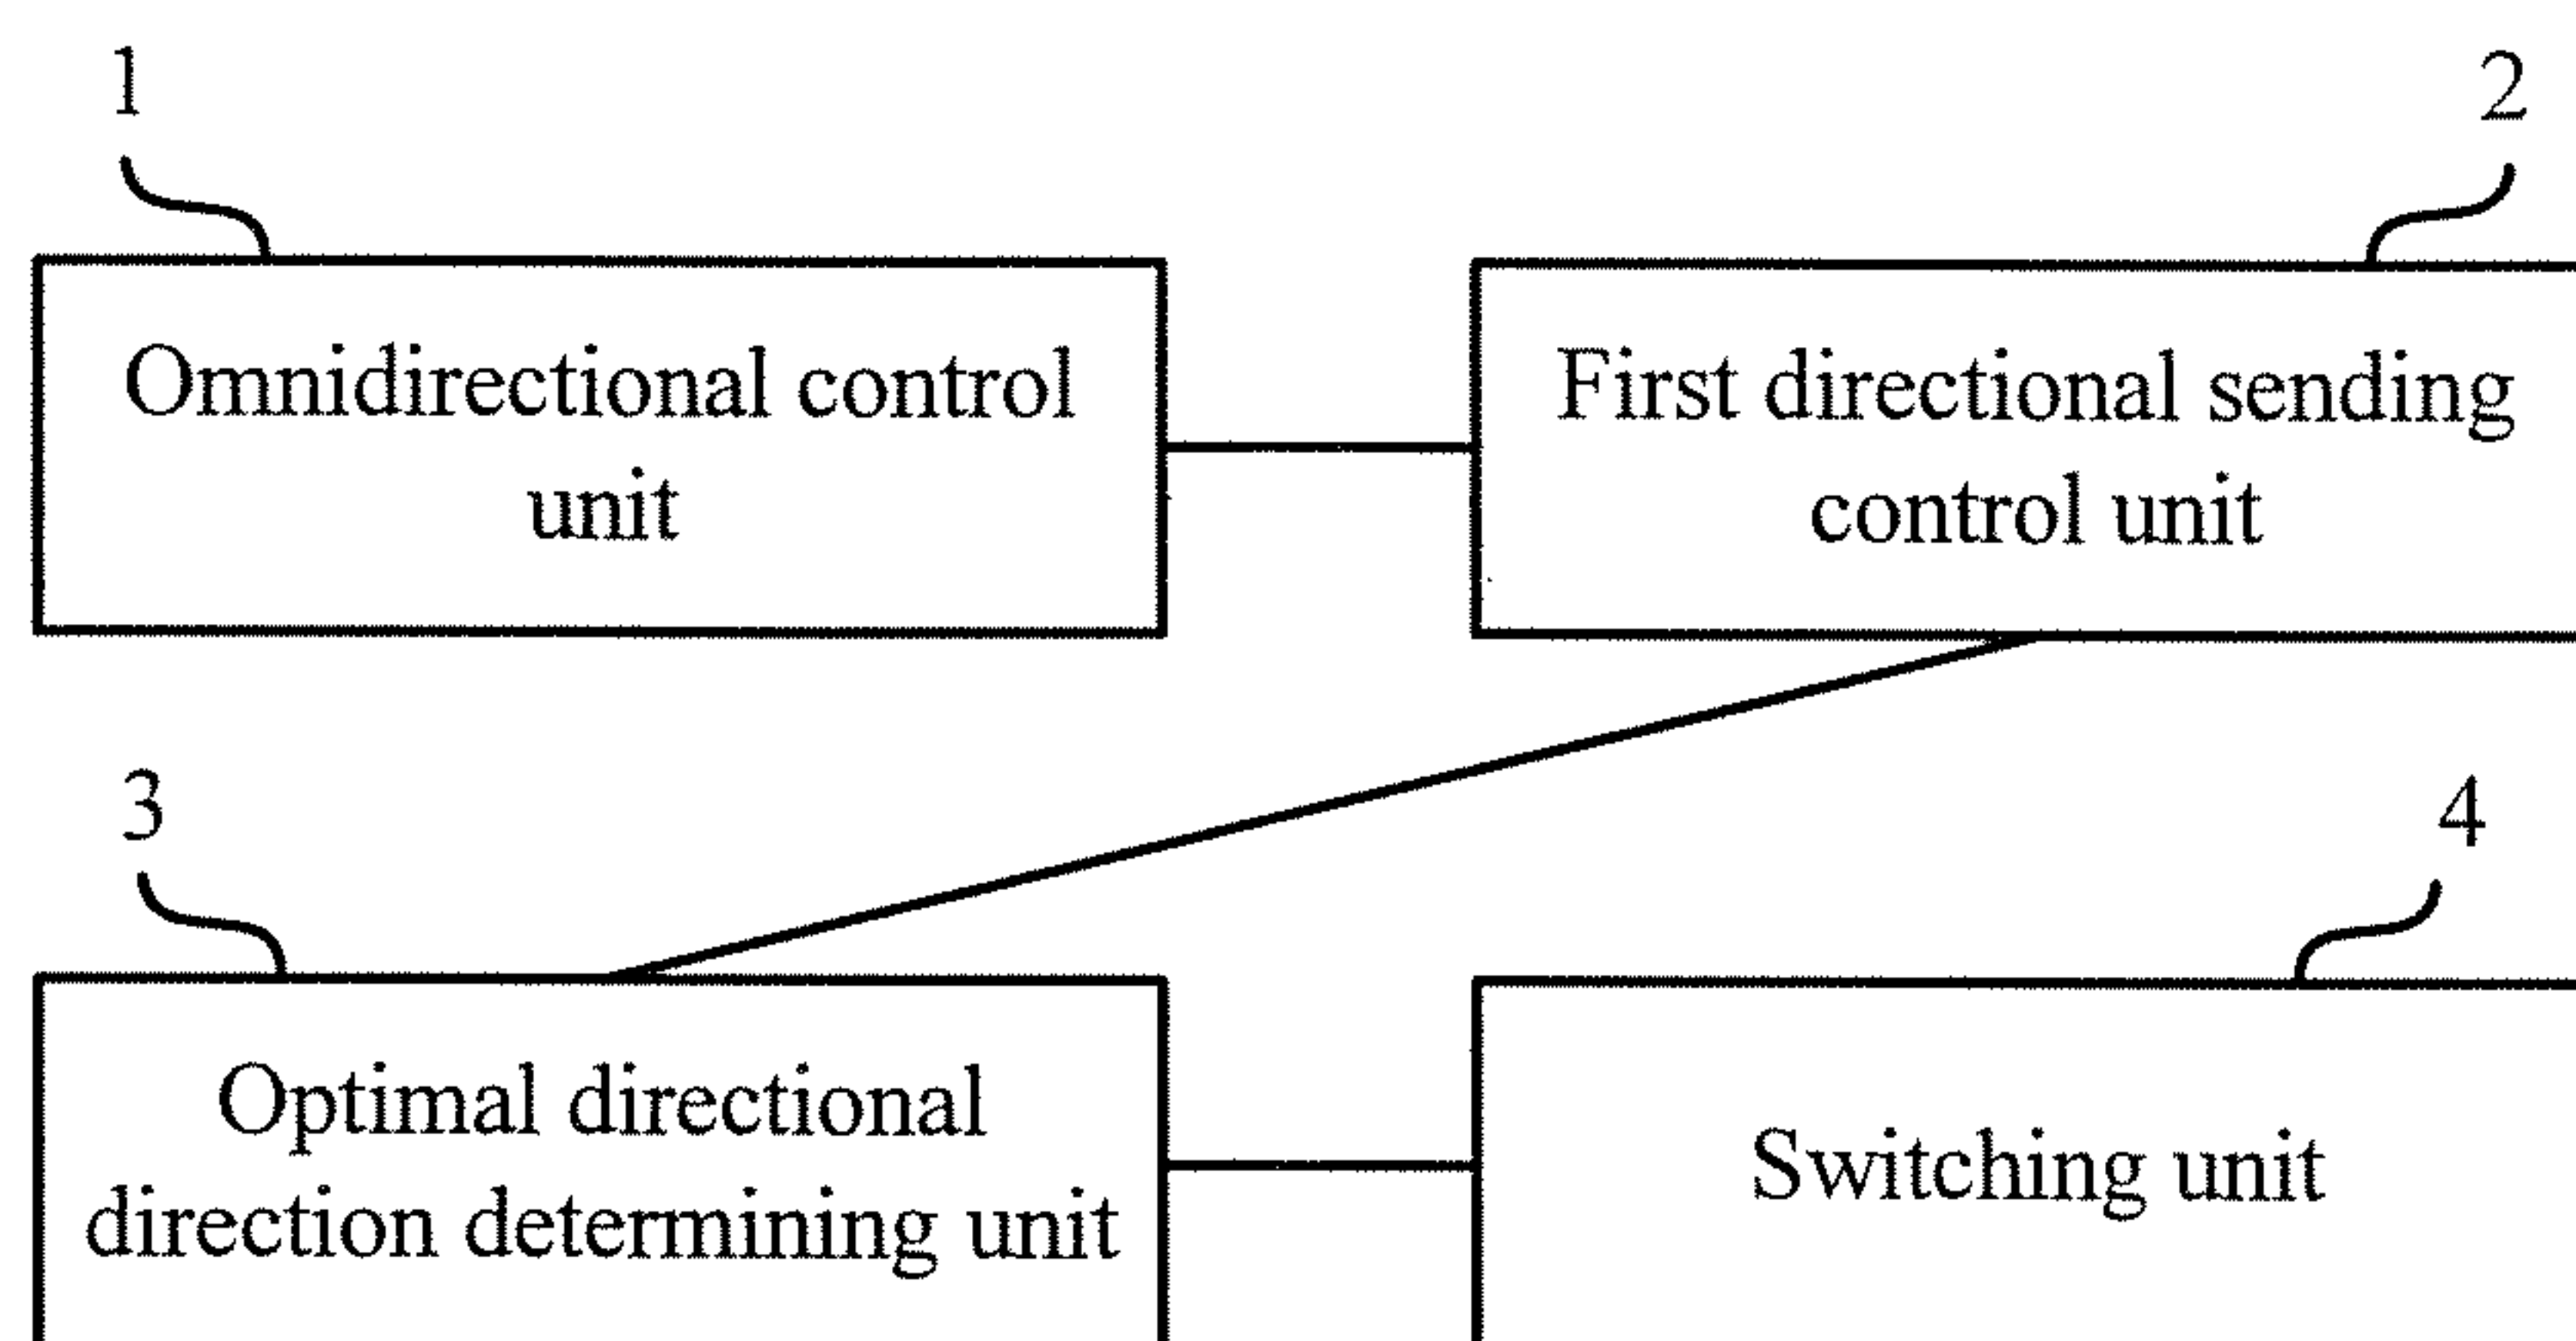 1
2
Omnidirectional control
unit
First directional sending
control unit
3
4
Optimal directional
direction determining unit
Switching unit